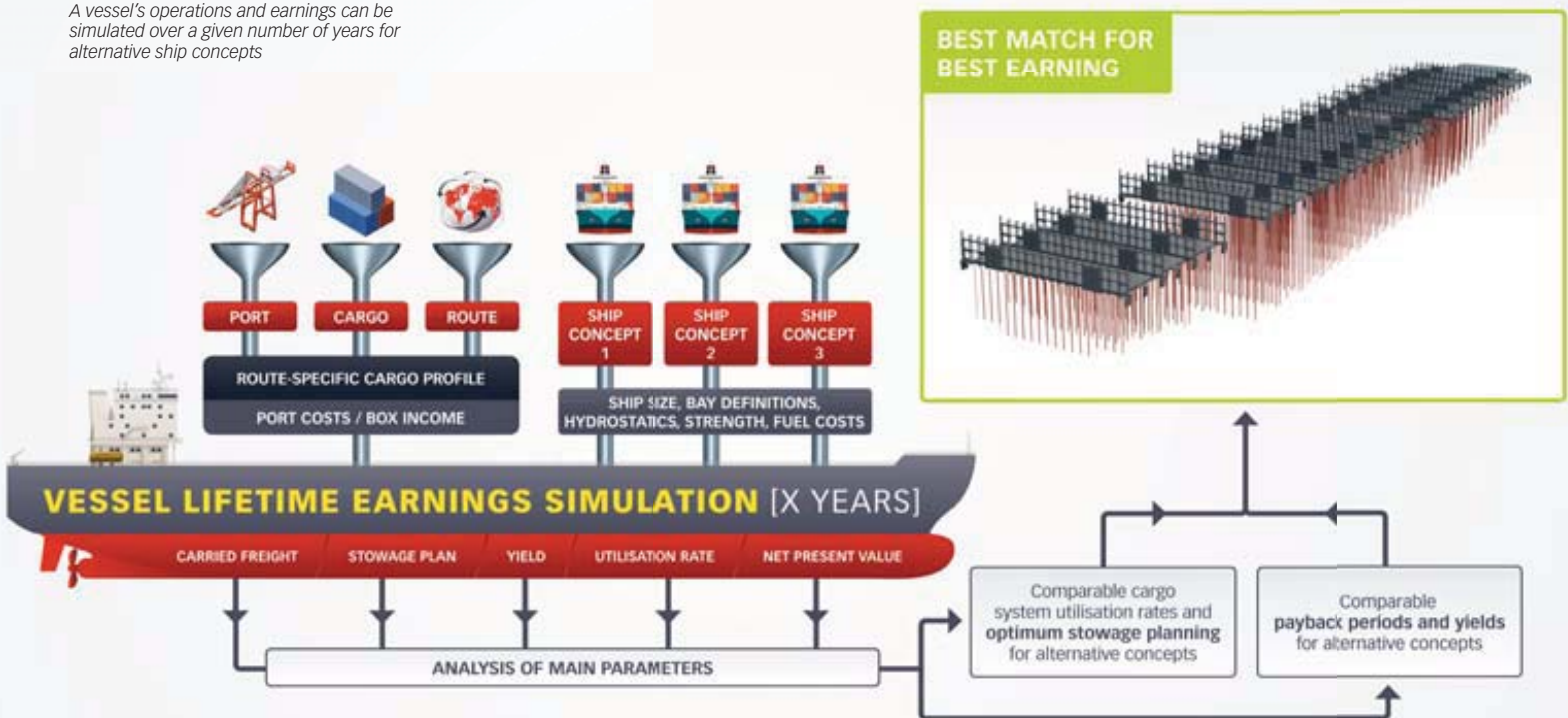 A vessel's operations and earnings can be
simulated over a given number of years for
alternative ship concepts
BEST MATCH FOR
BEST EARNING
PORT
CARGO
ROUTE
SHIP
CONCEPT
1
SHIP
CONCEPT
2
SHIP
CONCEPT
3
ROUTE-SPECIFIC CARGO PROFILE
PORT COSTS / BOX INCOME
SHIP SIZE, BAY DEFINITIONS,
HYDROSTATICS, STRENGTH, FUEL COSTS
VESSEL LIFETIME EARNINGS SIMULATION [X YEARS]
CARRIED FREIGHT
STOWAGE PLAN
YIELD
UTILISATION RATE
NET PRESENT VALUE
ANALYSIS OF MAIN PARAMETERS
Comparable cargo
system utilisation rates and
optimum stowage planning
for alternative concepts
Comparable
payback periods and yields
for alternative concepts